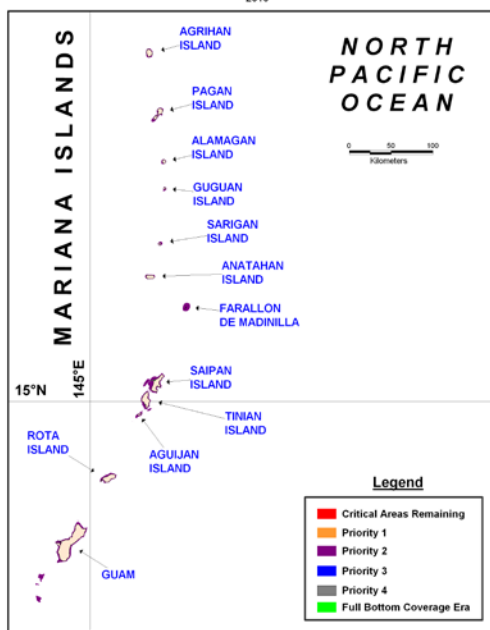 MARIANA ISLANDS
NORTH
PACIFIC
OCEAN
0 50 100
Kilometers
AGRIHAN
ISLAND
PAGAN
ISLAND
ALAMAGAN
ISLAND
GUGUAN
ISLAND
SARIGAN
ISLAND
ANATAHAN
ISLAND
FARALLON
DE MADINILLA
SAIPAN
ISLAND
15°N
145°E
TINIAN
ISLAND
AGUIJAN
ISLAND
ROTA
ISLAND
GUAM
Legend
Critical Areas Remaining
Priority 1
Priority 2
Priority 3
Priority 4
Full Bottom Coverage Era